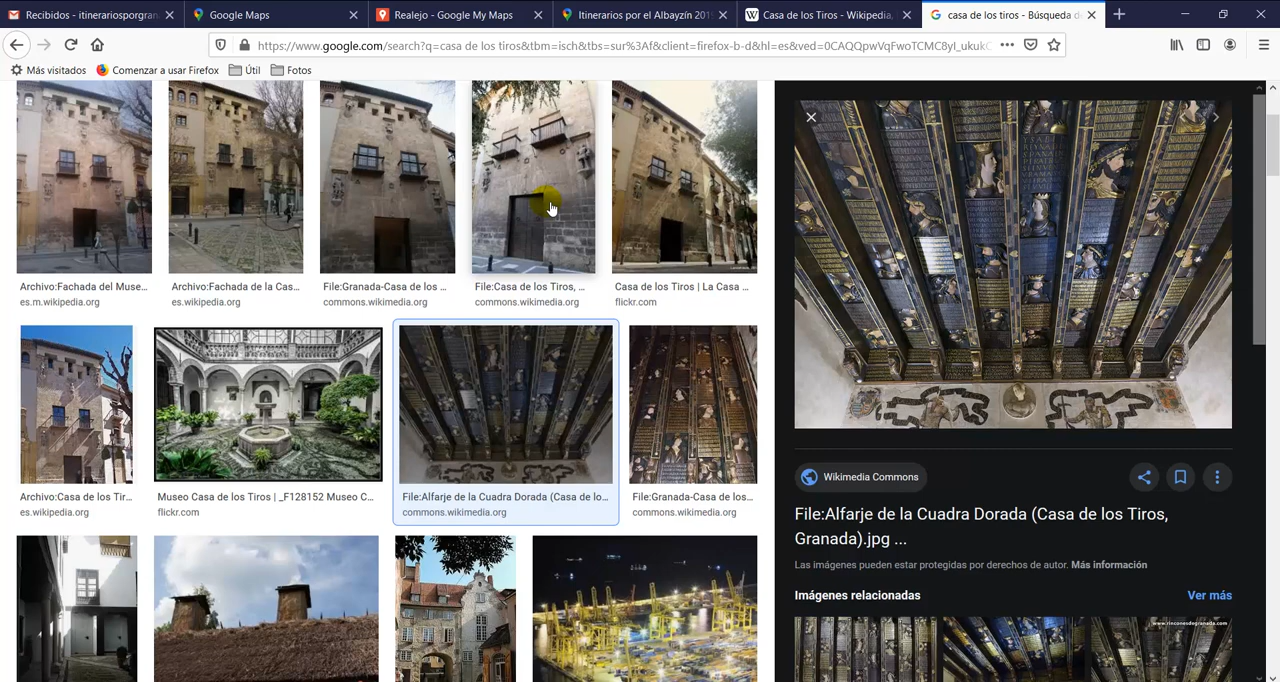 Recibidos - itinerariosporgran
Google Maps
Realejo - Google My Maps
Itinerarios por el Albayzín 2019
Casa de los Tiros - Wikipedia,
casa de los tiros - Búsqueda d
https://www.google.com/search?q=casa de los tiros&tbm=isch&tbs=sur%3Af&client=firefox-b-d&hl=es&ved=0CAQQpwVqFwoTCMC8yI_ukukC
Más visitados
Comenzar a usar Firefox
Útil
Fotos
Archivo:Fachada del Muse...
es.m.wikipedia.org
Archivo:Fachada de la Cas...
es.wikipedia.org
File:Granada-Casa de los ...
commons.wikimedia.org
File:Casa de los Tiros, ...
commons.wikimedia.org
Casa de los Tiros | La Casa ...
flickr.com
Archivo:Casa de los Tir...
es.wikipedia.org
Museo Casa de los Tiros | _F128152 Museo C...
flickr.com
File:Alfarje de la Cuadra Dorada (Casa de lo...
commons.wikimedia.org
File:Granada-Casa de los...
commons.wikimedia.org
Wikimedia Commons
File:Alfarje de la Cuadra Dorada (Casa de los Tiros,
Granada).jpg ...
Las imágenes pueden estar protegidas por derechos de autor. Más información
Imágenes relacionadas
Ver más
www.rinconesdegranada.com